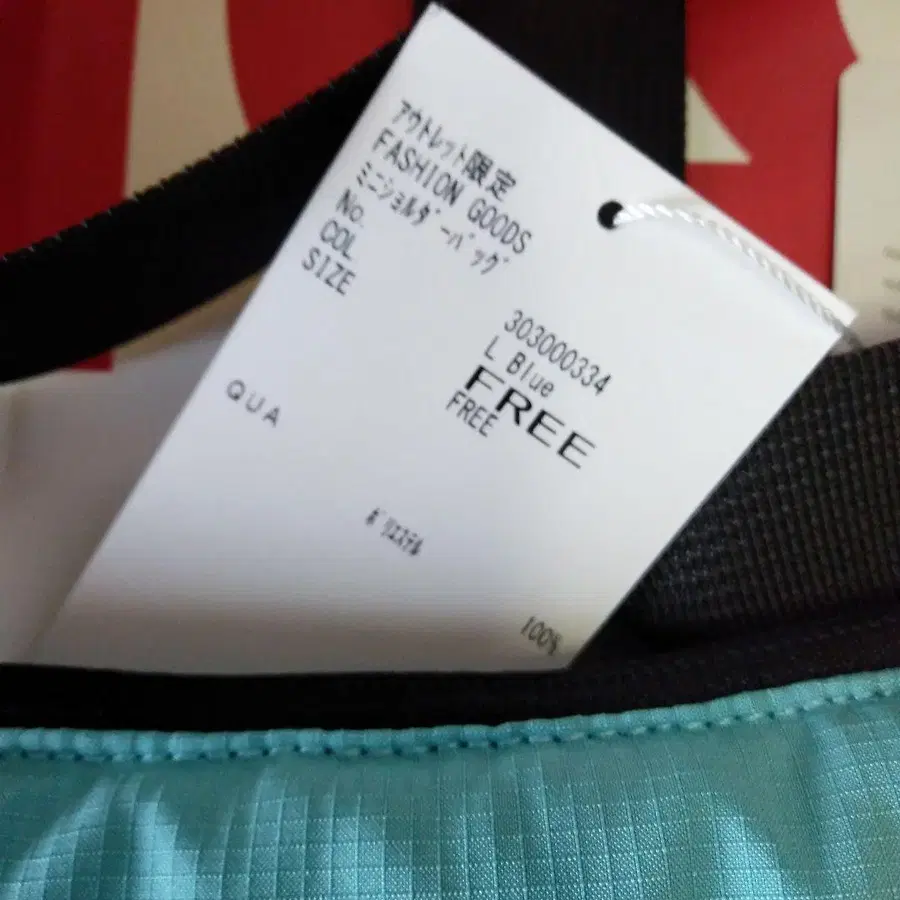 アウトレット限定
FASHION GOODS
ミニショルダーバッグ
No. 303000334
COL L Blue
SIZE FREE
FREE
QUA
ポリエステル 100%